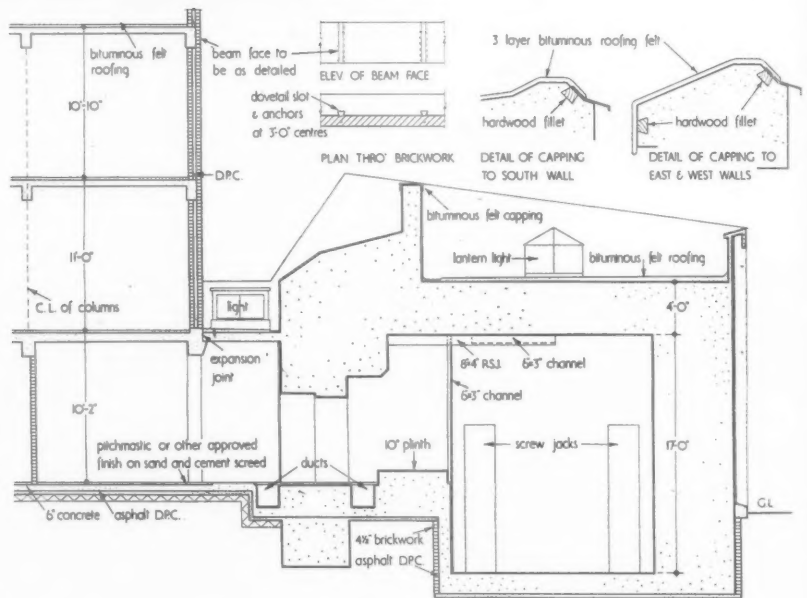 bituminous felt
roofing
beam face to
be as detailed
ELEV OF BEAM FACE
dovetail slot
& anchors
at 3'-0" centres
PLAN THRO' BRICKWORK
3 layer bituminous roofing felt
hardwood fillet
DETAIL OF CAPPING
TO SOUTH WALL
hardwood fillet
DETAIL OF CAPPING TO
EAST & WEST WALLS
10'-10"
D.P.C.
11'-0"
C.L. of columns
bituminous felt capping
lantern light
bituminous felt roofing
light
4'-0"
expansion
joint
8"x4" R.S.J.
6"x3" channel
6"x3" channel
10'-2"
pitchmastic or other approved
finish on sand and cement screed
ducts
10" plinth
screw jacks
17'-0"
G.L.
6" concrete
asphalt D.P.C.
4½" brickwork
asphalt D.P.C.